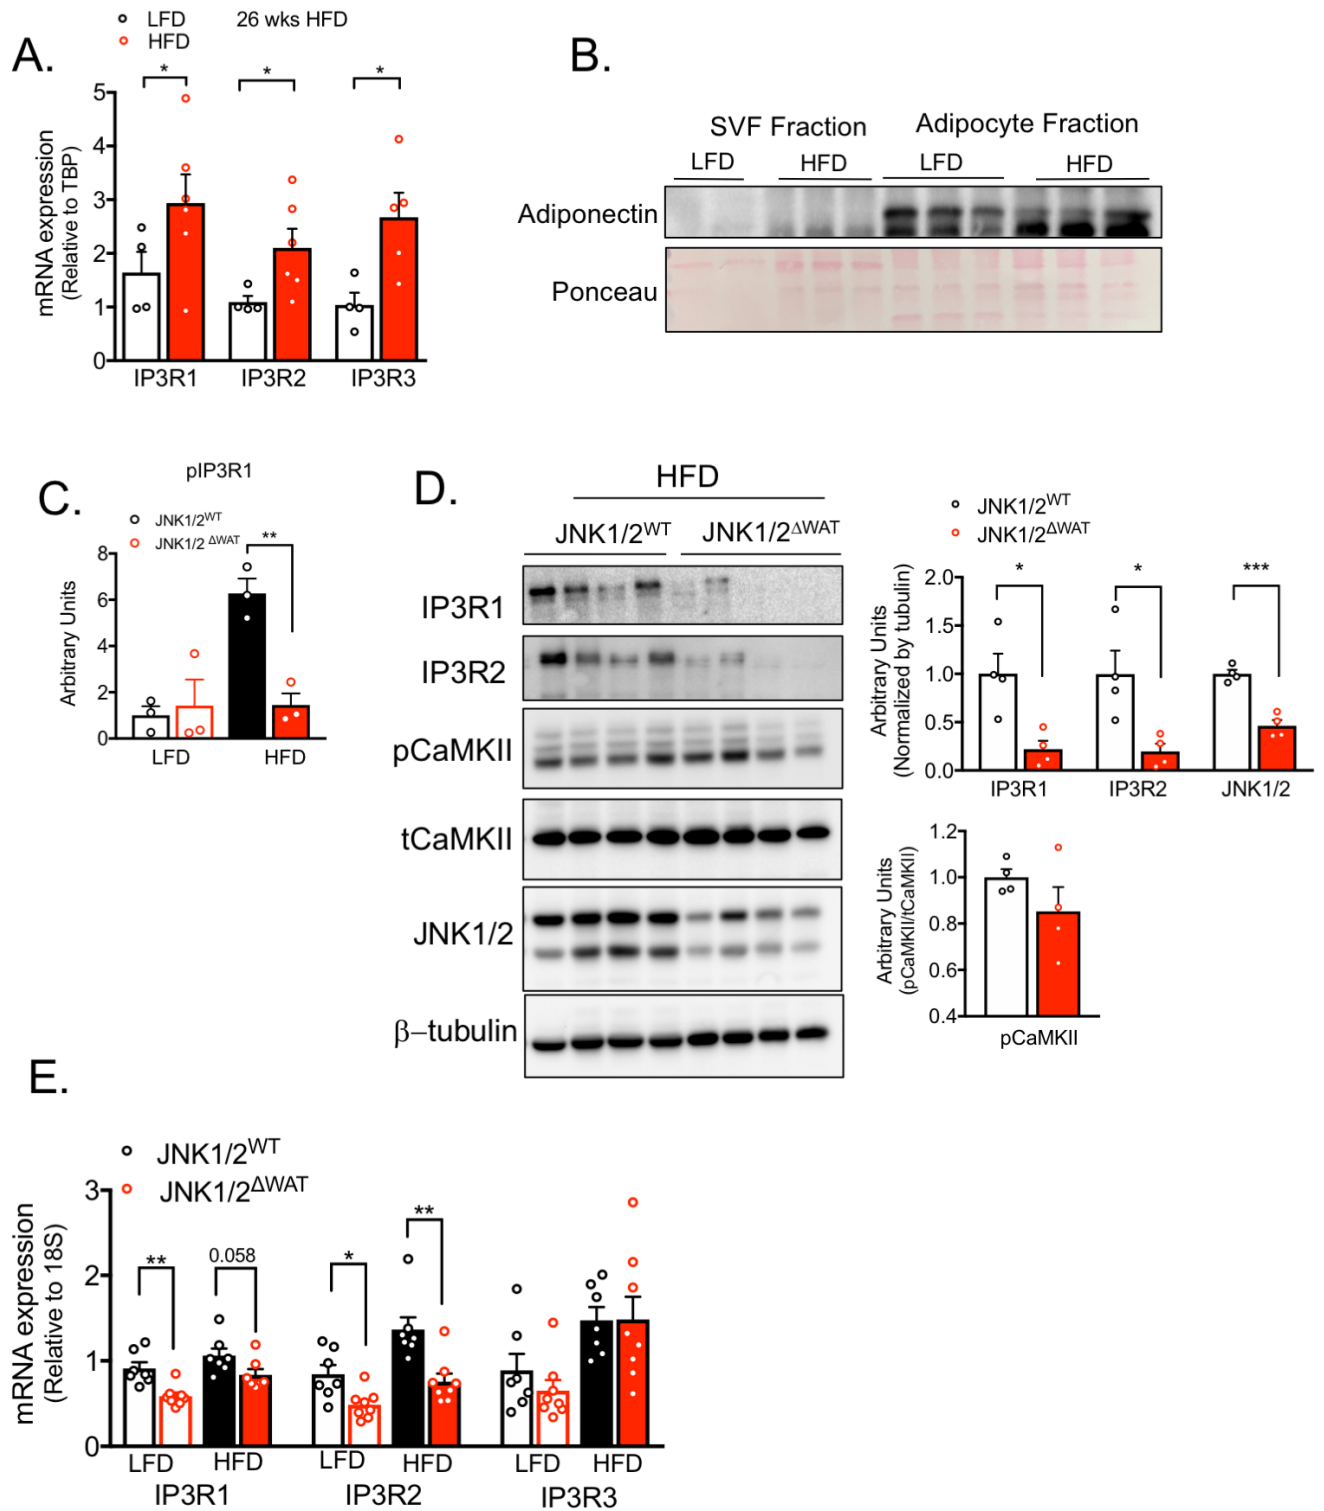 A.
LFD
26 wks HFD
HFD
*
*
*
mRNA expression
(Relative to TBP)
5
4
3
2
1
0
IP3R1
IP3R2
IP3R3
B.
SVF Fraction
Adipocyte Fraction
LFD
HFD
LFD
HFD
Adiponectin
Ponceau
C.
pIP3R1
JNK1/2WT
JNK1/2 ΔWAT
**
Arbitrary Units
8
6
4
2
0
LFD
HFD
D.
HFD
JNK1/2WT
JNK1/2ΔWAT
IP3R1
IP3R2
pCaMKII
tCaMKII
JNK1/2
β–tubulin
JNK1/2WT
JNK1/2ΔWAT
*
*
***
Arbitrary Units
(Normalized by tubulin)
2.0
1.5
1.0
0.5
0.0
IP3R1
IP3R2
JNK1/2
Arbitrary Units
(pCaMKII/tCaMKII)
1.2
1.0
0.8
0.6
0.4
pCaMKII
E.
JNK1/2WT
JNK1/2ΔWAT
mRNA expression
(Relative to 18S)
3
2
1
0
**
0.058
*
**
LFD
HFD
LFD
HFD
LFD
HFD
IP3R1
IP3R2
IP3R3